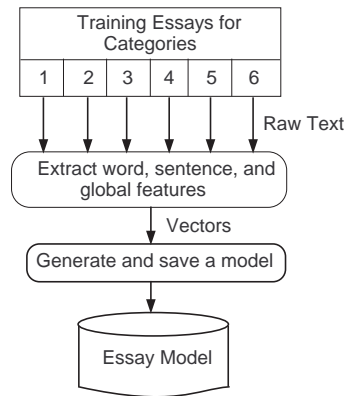 Training Essays for
Categories
1 2 3 4 5 6
Raw Text
Extract word, sentence, and
global features
Vectors
Generate and save a model
Essay Model